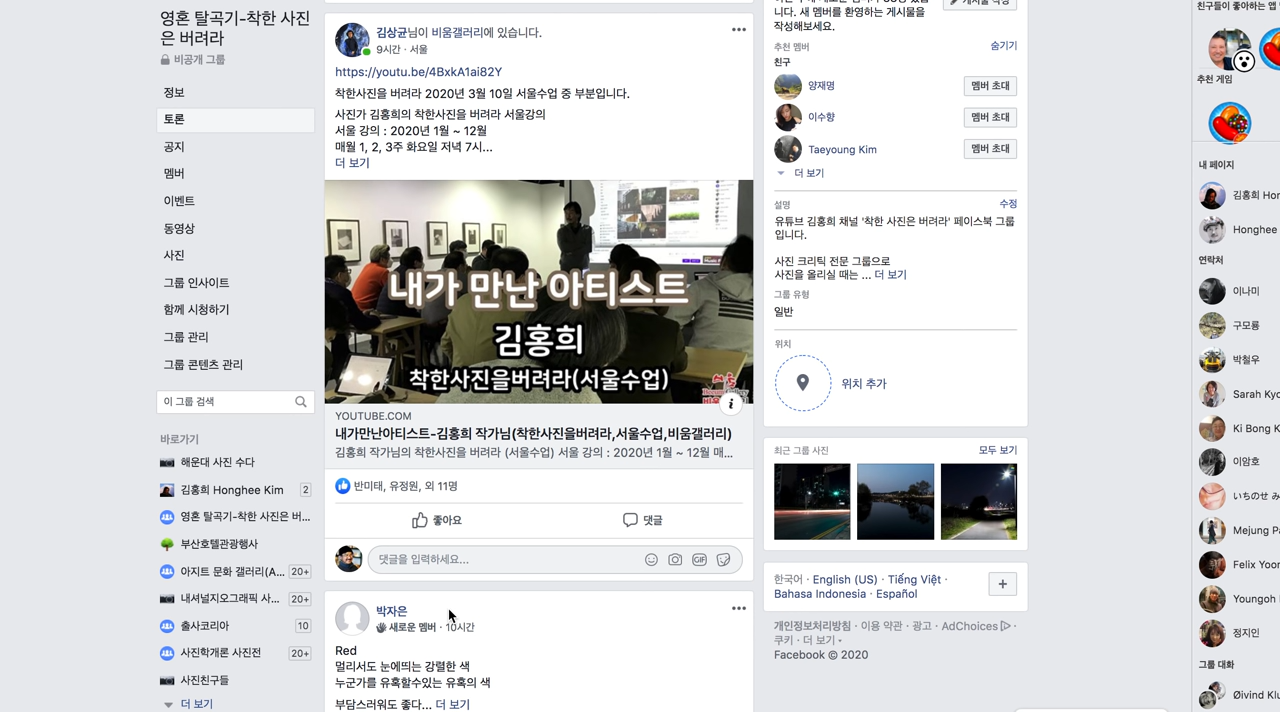 영혼 탈곡기-착한 사진
은 버려라
비공개 그룹
정보
토론
공지
멤버
이벤트
동영상
사진
그룹 인사이트
함께 시청하기
그룹 관리
그룹 콘텐츠 관리
이 그룹 검색
바로가기
해운대 사진 수다
김홍희 Honghee Kim 2
영혼 탈곡기-착한 사진은 버...
부산호텔관광행사
아지트 문화 갤러리(A... 20+
내셔널지오그래픽 사... 20+
출사코리아 10
사진학개론 사진전 20+
사진친구들
더 보기
김상균님이 비움갤러리에 있습니다.
9시간 · 서울
https://youtu.be/4BxkA1ai82Y
착한사진을 버려라 2020년 3월 10일 서울수업 중 부분입니다.
사진가 김홍희의 착한사진을 버려라 서울강의
서울 강의 : 2020년 1월 ~ 12월
매월 1, 2, 3주 화요일 저녁 7시...
더 보기
내가 만난 아티스트
김홍희
착한사진을버려라(서울수업)
YOUTUBE.COM
내가만난아티스트-김홍희 작가님(착한사진을버려라,서울수업,비움갤러리)
김홍희 작가님의 착한사진을 버려라 (서울수업) 서울 강의 : 2020년 1월 ~ 12월 매...
반미태, 유정원, 외 11명
좋아요 댓글
댓글을 입력하세요...
GIF
박자은
새로운 멤버 · 10시간
Red
멀리서도 눈에띄는 강렬한 색
누군가를 유혹할수있는 유혹의 색
부담스러워도 좋다... 더 보기
니다. 새 멤버를 환영하는 게시물을
작성해보세요.
추천 멤버 숨기기
친구
양재명 멤버 초대
이수향 멤버 초대
Taeyoung Kim 멤버 초대
더 보기
설명 수정
유튜브 김홍희 채널 '착한 사진은 버려라' 페이스북 그룹
입니다.
사진 크리틱 전문 그룹으로
사진을 올리실 때는 ... 더 보기
그룹 유형
일반
위치
위치 추가
최근 그룹 사진 모두 보기
한국어 · English (US) · Tiếng Việt ·
Bahasa Indonesia · Español
개인정보처리방침 · 이용 약관 · 광고 · AdChoices ·
쿠키 · 더 보기
Facebook © 2020
친구들이 좋아하는 앱
추천 게임
내 페이지
김홍희 Hon
Honghee
연락처
이나미
구모룡
박철우
Sarah Kyo
Ki Bong K
이암호
いちのせ み
Mejung Pa
Felix Yoon
Youngoh
정지인
그룹 대화
Øivind Klu